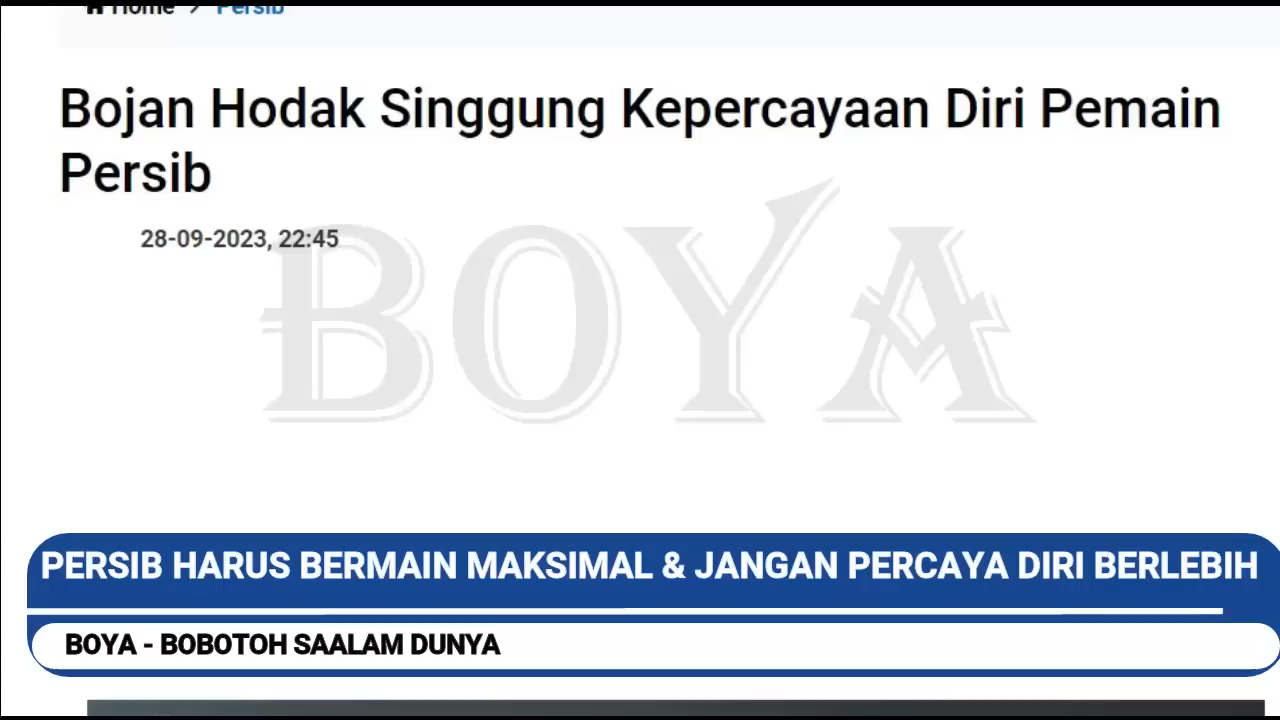 Home > Persib
Bojan Hodak Singgung Kepercayaan Diri Pemain
Persib
28-09-2023, 22:45
BOYA
PERSIB HARUS BERMAIN MAKSIMAL & JANGAN PERCAYA DIRI BERLEBIH
BOYA - BOBOTOH SAALAM DUNYA